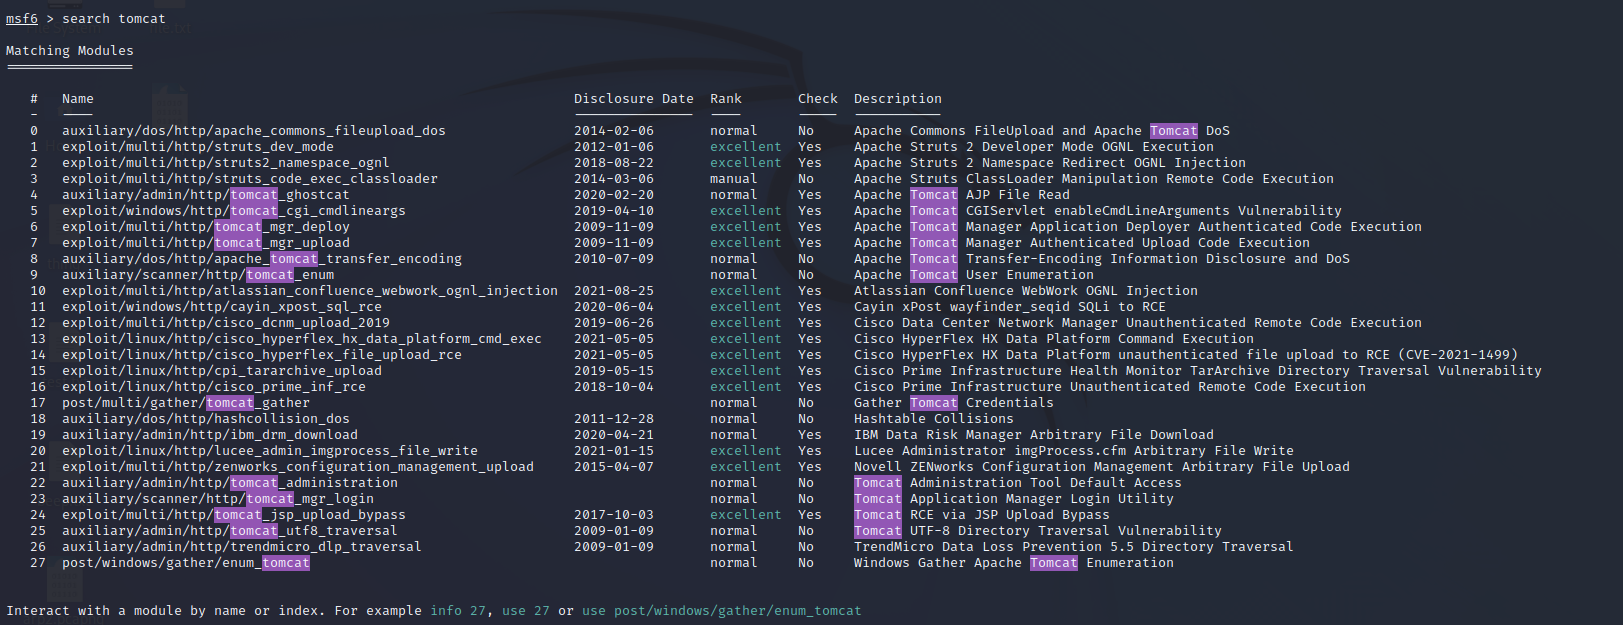 msf6 > search tomcat
Matching Modules
================
# Name Disclosure Date Rank Check Description
- ---- --------------- ---- ----- -----------
0 auxiliary/dos/http/apache_commons_fileupload_dos 2014-02-06 normal No Apache Commons FileUpload and Apache Tomcat DoS
1 exploit/multi/http/struts_dev_mode 2012-01-06 excellent Yes Apache Struts 2 Developer Mode OGNL Execution
2 exploit/multi/http/struts2_namespace_ognl 2018-08-22 excellent Yes Apache Struts 2 Namespace Redirect OGNL Injection
3 exploit/multi/http/struts_code_exec_classloader 2014-03-06 manual No Apache Struts ClassLoader Manipulation Remote Code Execution
4 auxiliary/admin/http/tomcat_ghostcat 2020-02-20 normal Yes Apache Tomcat AJP File Read
5 exploit/windows/http/tomcat_cgi_cmdlineargs 2019-04-10 excellent Yes Apache Tomcat CGIServlet enableCmdLineArguments Vulnerability
6 exploit/multi/http/tomcat_mgr_deploy 2009-11-09 excellent Yes Apache Tomcat Manager Application Deployer Authenticated Code Execution
7 exploit/multi/http/tomcat_mgr_upload 2009-11-09 excellent Yes Apache Tomcat Manager Authenticated Upload Code Execution
8 auxiliary/dos/http/apache_tomcat_transfer_encoding 2010-07-09 normal No Apache Tomcat Transfer-Encoding Information Disclosure and DoS
9 auxiliary/scanner/http/tomcat_enum normal No Apache Tomcat User Enumeration
10 exploit/multi/http/atlassian_confluence_webwork_ognl_injection 2021-08-25 excellent Yes Atlassian Confluence WebWork OGNL Injection
11 exploit/windows/http/cayin_xpost_sql_rce 2020-06-04 excellent Yes Cayin xPost wayfinder_seqid SQLi to RCE
12 exploit/multi/http/cisco_dcnm_upload_2019 2019-06-26 excellent Yes Cisco Data Center Network Manager Unauthenticated Remote Code Execution
13 exploit/linux/http/cisco_hyperflex_hx_data_platform_cmd_exec 2021-05-05 excellent Yes Cisco HyperFlex HX Data Platform Command Execution
14 exploit/linux/http/cisco_hyperflex_file_upload_rce 2021-05-05 excellent Yes Cisco HyperFlex HX Data Platform unauthenticated file upload to RCE (CVE-2021-1499)
15 exploit/linux/http/cpi_tararchive_upload 2019-05-15 excellent Yes Cisco Prime Infrastructure Health Monitor TarArchive Directory Traversal Vulnerability
16 exploit/linux/http/cisco_prime_inf_rce 2018-10-04 excellent Yes Cisco Prime Infrastructure Unauthenticated Remote Code Execution
17 post/multi/gather/tomcat_gather normal No Gather Tomcat Credentials
18 auxiliary/dos/http/hashcollision_dos 2011-12-28 normal No Hashtable Collisions
19 auxiliary/admin/http/ibm_drm_download 2020-04-21 normal Yes IBM Data Risk Manager Arbitrary File Download
20 exploit/linux/http/lucee_admin_imgprocess_file_write 2021-01-15 excellent Yes Lucee Administrator imgProcess.cfm Arbitrary File Write
21 exploit/multi/http/zenworks_configuration_management_upload 2015-04-07 excellent Yes Novell ZENworks Configuration Management Arbitrary File Upload
22 auxiliary/admin/http/tomcat_administration normal No Tomcat Administration Tool Default Access
23 auxiliary/scanner/http/tomcat_mgr_login normal No Tomcat Application Manager Login Utility
24 exploit/multi/http/tomcat_jsp_upload_bypass 2017-10-03 excellent Yes Tomcat RCE via JSP Upload Bypass
25 auxiliary/admin/http/tomcat_utf8_traversal 2009-01-09 normal No Tomcat UTF-8 Directory Traversal Vulnerability
26 auxiliary/admin/http/trendmicro_dlp_traversal 2009-01-09 normal No TrendMicro Data Loss Prevention 5.5 Directory Traversal
27 post/windows/gather/enum_tomcat normal No Windows Gather Apache Tomcat Enumeration
Interact with a module by name or index. For example info 27, use 27 or use post/windows/gather/enum_tomcat